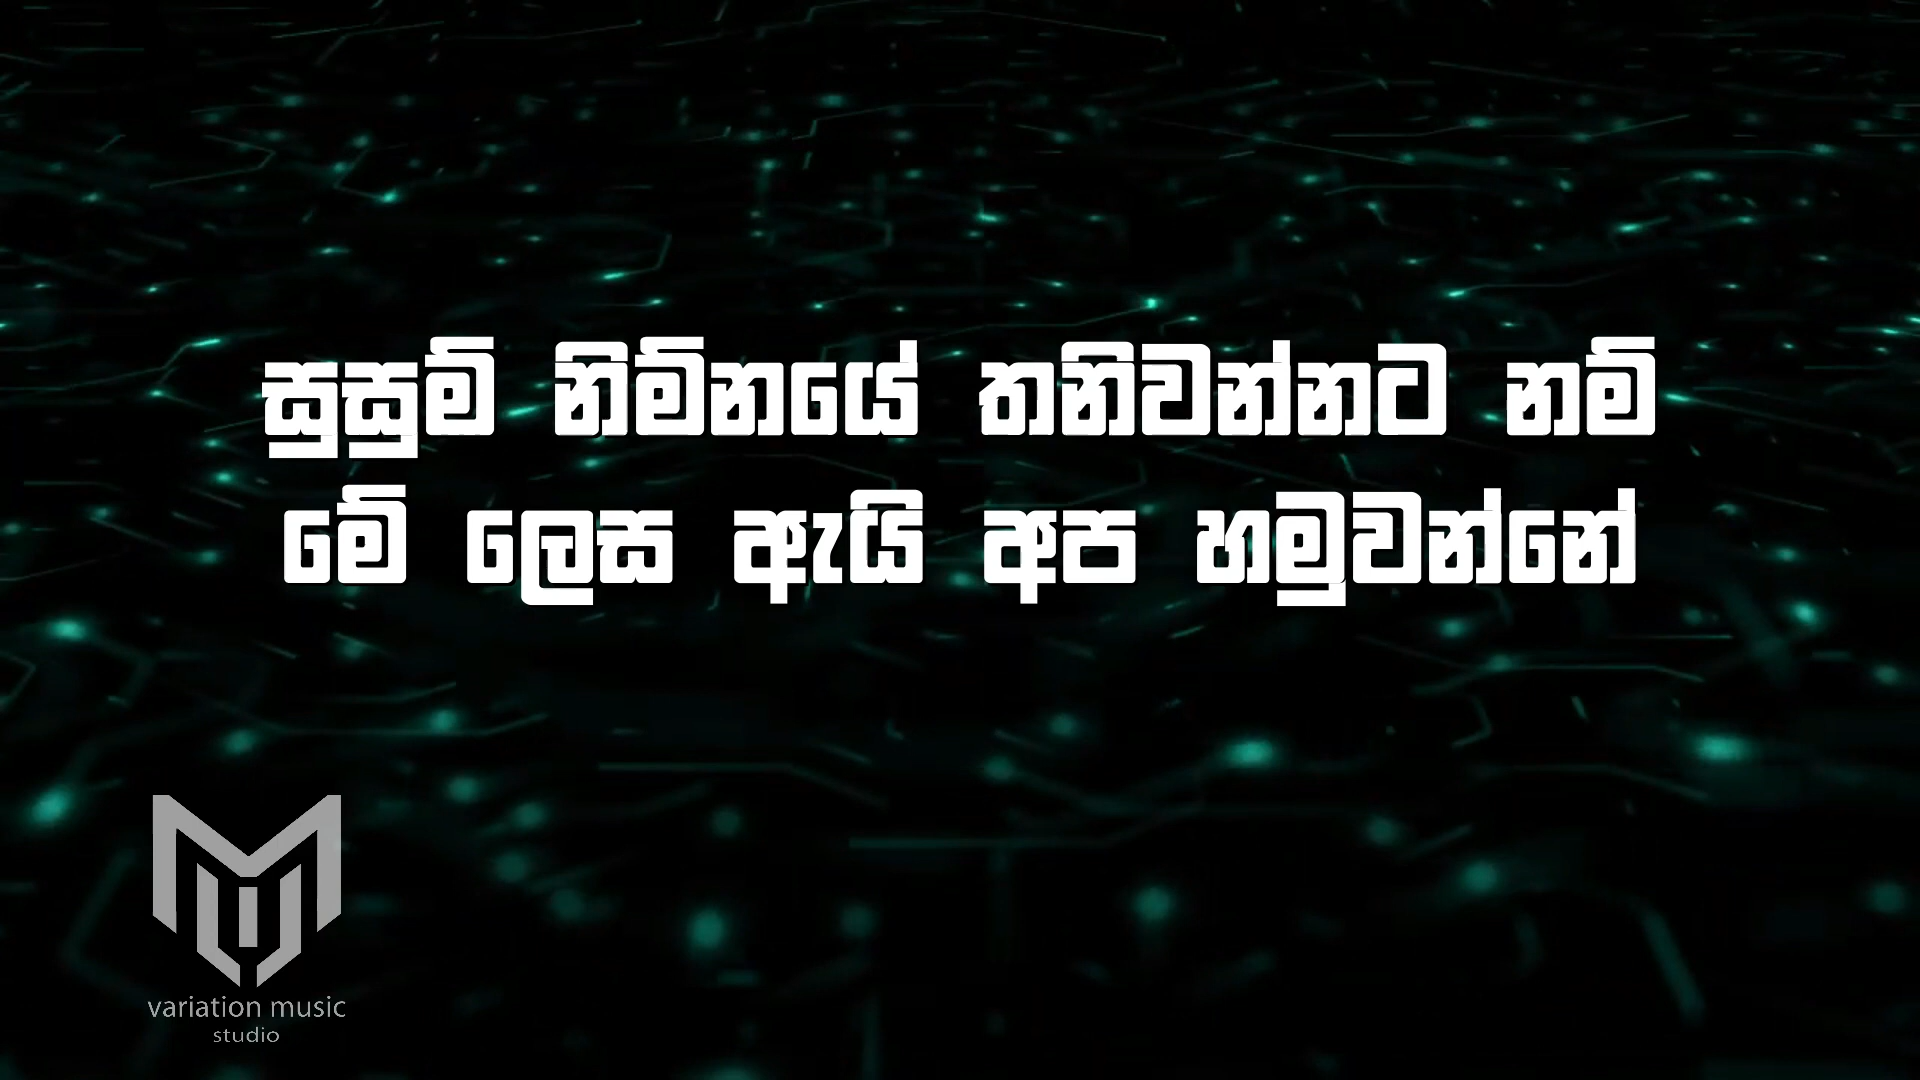 සුසුම් නිම්නයේ තනිවන්නට නම්
මේ ලෙස ඇයි අප හමුවන්නේ
variation music
studio